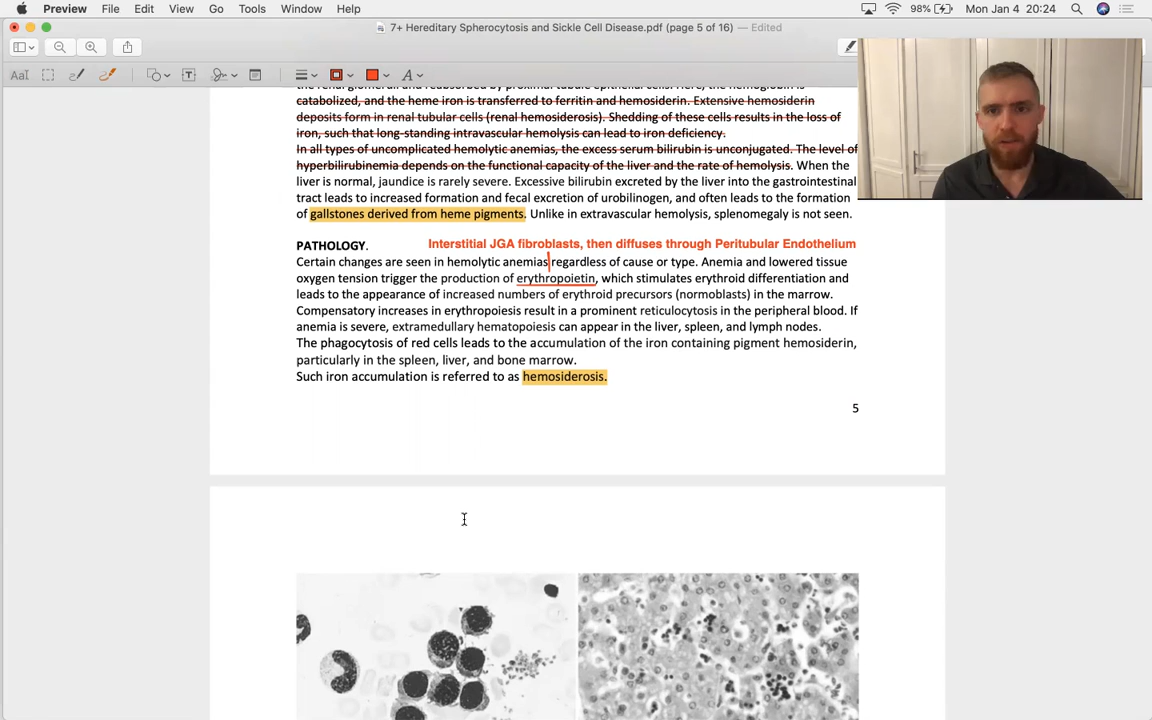 Preview File Edit View Go Tools Window Help 98% Mon Jan 4 20:24
7+ Hereditary Spherocytosis and Sickle Cell Disease.pdf (page 5 of 16) — Edited
catabolized, and the heme iron is transferred to ferritin and hemosiderin. Extensive hemosiderin
deposits form in renal tubular cells (renal hemosiderosis). Shedding of these cells results in the loss of
iron, such that long-standing intravascular hemolysis can lead to iron deficiency.
In all types of uncomplicated hemolytic anemias, the excess serum bilirubin is unconjugated. The level of
hyperbilirubinemia depends on the functional capacity of the liver and the rate of hemolysis. When the
liver is normal, jaundice is rarely severe. Excessive bilirubin excreted by the liver into the gastrointestinal
tract leads to increased formation and fecal excretion of urobilinogen, and often leads to the formation
of gallstones derived from heme pigments. Unlike in extravascular hemolysis, splenomegaly is not seen.
PATHOLOGY. Interstitial JGA fibroblasts, then diffuses through Peritubular Endothelium
Certain changes are seen in hemolytic anemias regardless of cause or type. Anemia and lowered tissue
oxygen tension trigger the production of erythropoietin, which stimulates erythroid differentiation and
leads to the appearance of increased numbers of erythroid precursors (normoblasts) in the marrow.
Compensatory increases in erythropoiesis result in a prominent reticulocytosis in the peripheral blood. If
anemia is severe, extramedullary hematopoiesis can appear in the liver, spleen, and lymph nodes.
The phagocytosis of red cells leads to the accumulation of the iron containing pigment hemosiderin,
particularly in the spleen, liver, and bone marrow.
Such iron accumulation is referred to as hemosiderosis.
5